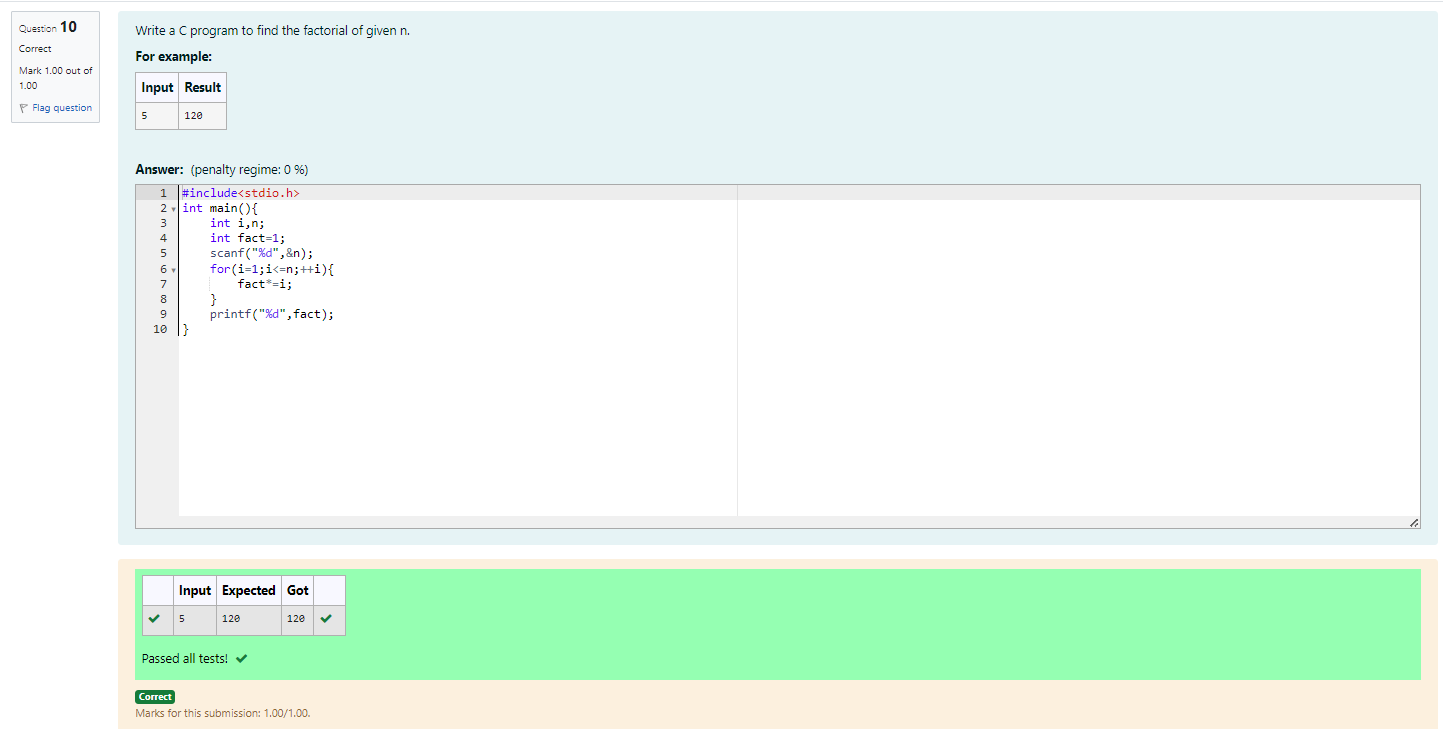 Question 10
Correct
Mark 1.00 out of
1.00
Flag question
Write a C program to find the factorial of given n.
For example:
Input Result
5 120
Answer: (penalty regime: 0 %)
1 #include<stdio.h>
2 int main(){
3     int i,n;
4     int fact=1;
5     scanf("%d",&n);
6     for(i=1;i<=n;++i){
7         fact*=i;
8     }
9     printf("%d",fact);
10 }
Input Expected Got
5 120 120
Passed all tests!
Correct
Marks for this submission: 1.00/1.00.